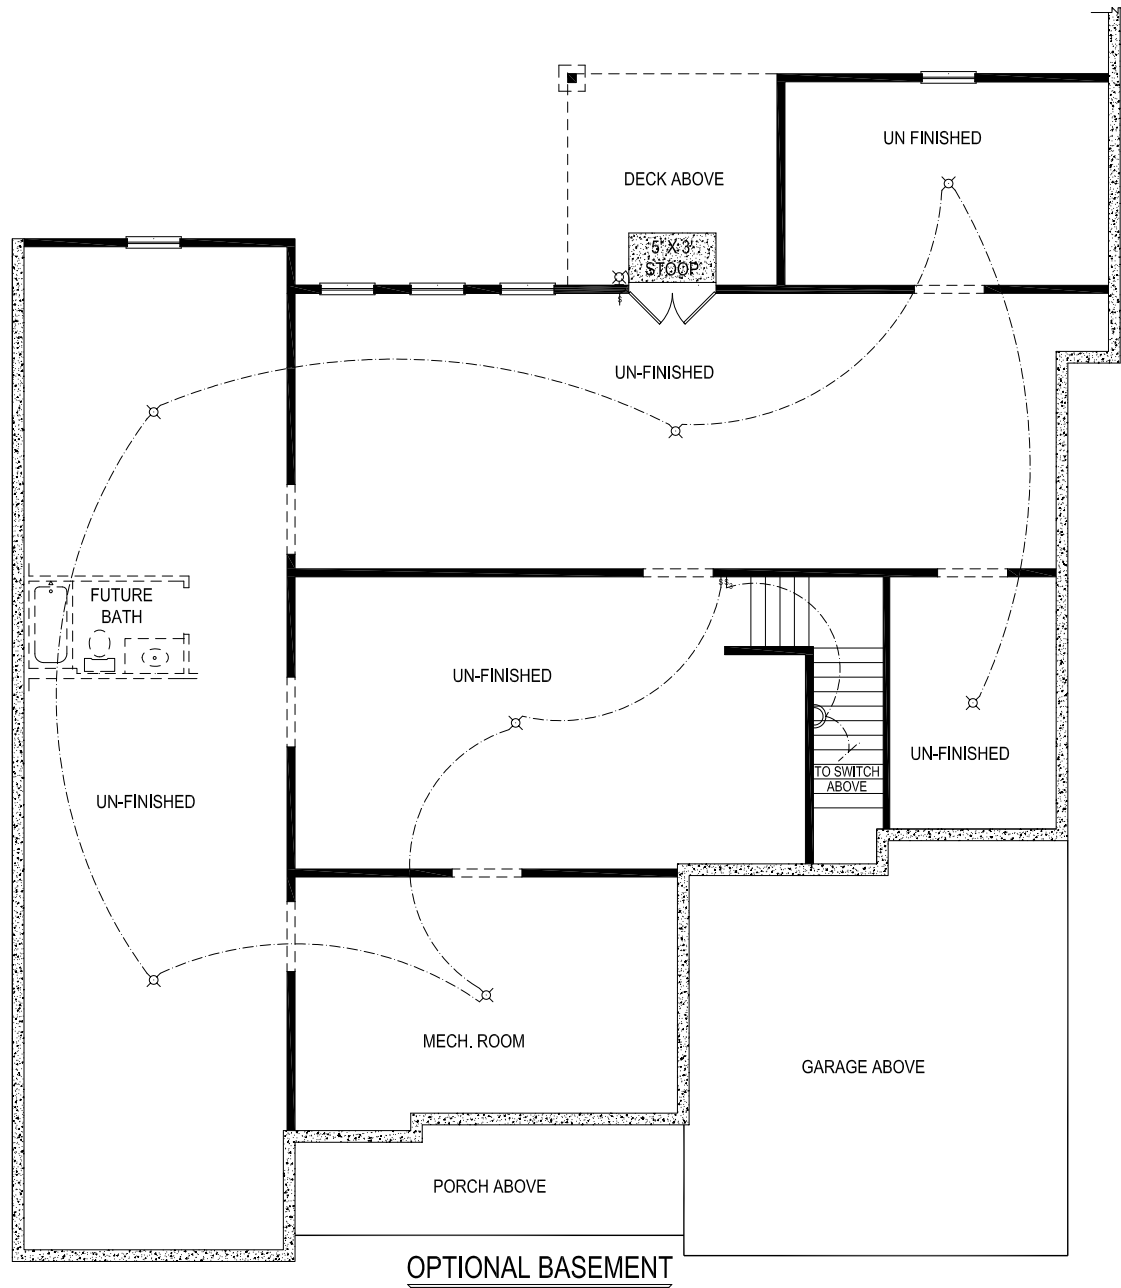 UN FINISHED
DECK ABOVE
5' X 3'
STOOP
UN-FINISHED
FUTURE
BATH
UN-FINISHED
UN-FINISHED
TO SWITCH
ABOVE
UN-FINISHED
MECH. ROOM
GARAGE ABOVE
PORCH ABOVE
OPTIONAL BASEMENT